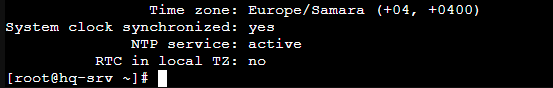 Time zone: Europe/Samara (+04, +0400)
System clock synchronized: yes
NTP service: active
RTC in local TZ: no
[root@hq-srv ~]#